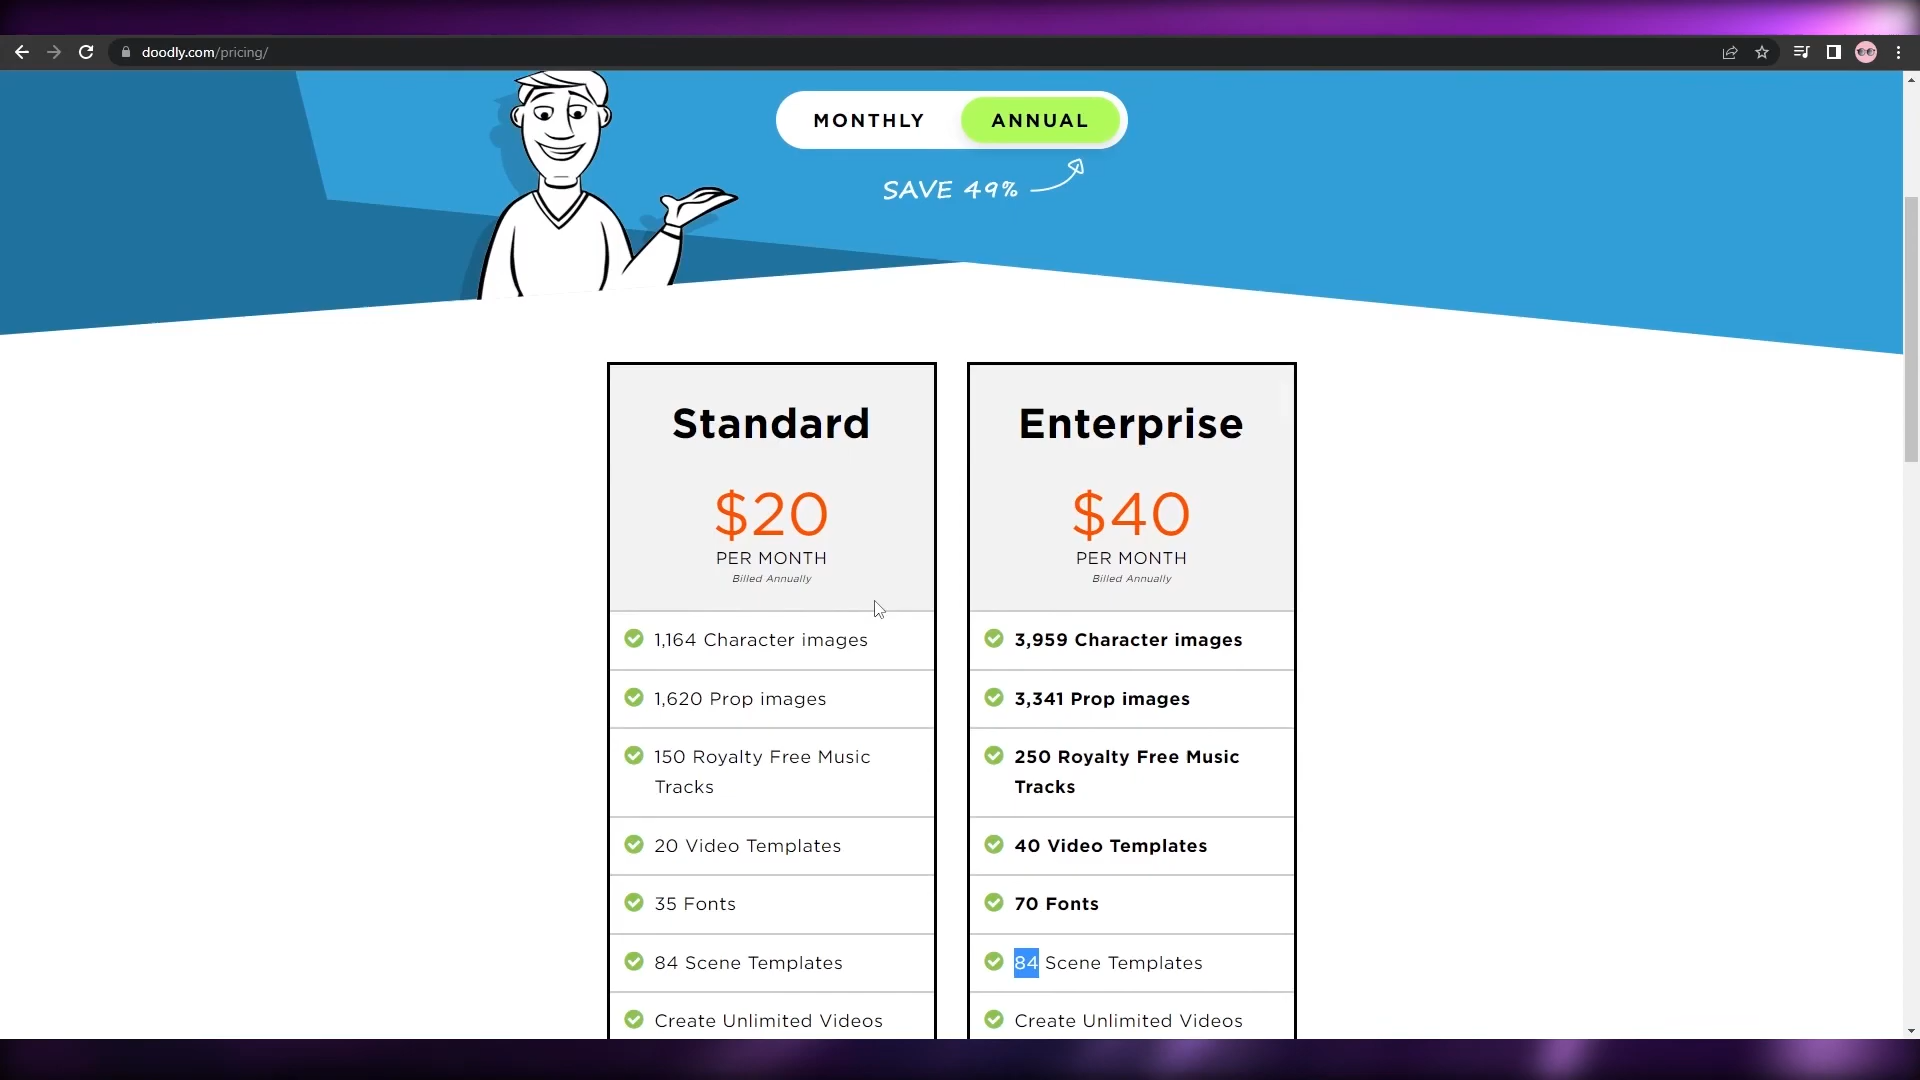 doodly.com/pricing/
MONTHLY
ANNUAL
SAVE 49%
Standard
$20
PER MONTH
Billed Annually
1,164 Character images
1,620 Prop images
150 Royalty Free Music
Tracks
20 Video Templates
35 Fonts
84 Scene Templates
Create Unlimited Videos
Enterprise
$40
PER MONTH
Billed Annually
3,959 Character images
3,341 Prop images
250 Royalty Free Music
Tracks
40 Video Templates
70 Fonts
84 Scene Templates
Create Unlimited Videos